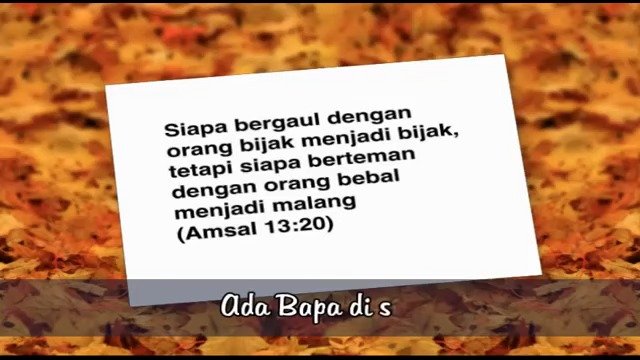 Siapa bergaul dengan
orang bijak menjadi bijak,
tetapi siapa berteman
dengan orang bebal
menjadi malang
(Amsal 13:20)
Ada Bapa di s